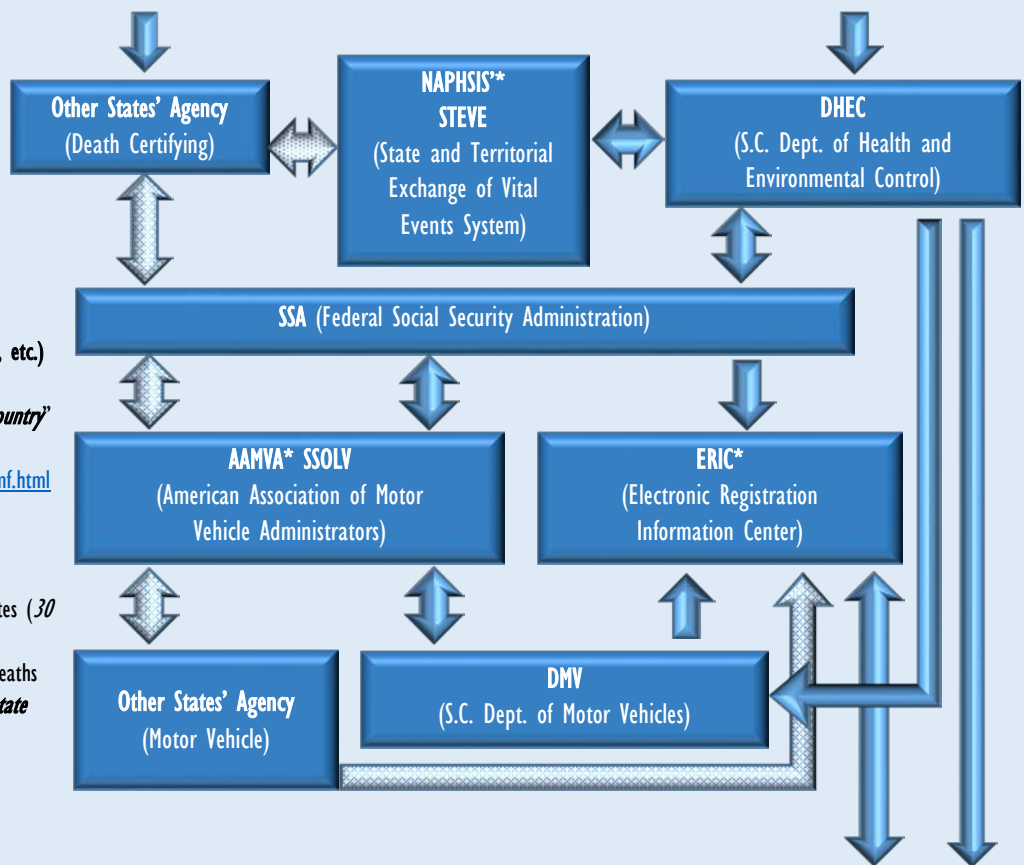 Other States’ Agency
(Death Certifying)
NAPHSIS’*
STEVE
(State and Territorial
Exchange of Vital
Events System)
DHEC
(S.C. Dept. of Health and
Environmental Control)
SSA (Federal Social Security Administration)
, etc.)
ountry”
mf.html
AAMVA* SSOLV
(American Association of Motor
Vehicle Administrators)
ERIC*
(Electronic Registration
Information Center)
tes (30
eaths
tate
Other States’ Agency
(Motor Vehicle)
DMV
(S.C. Dept. of Motor Vehicles)